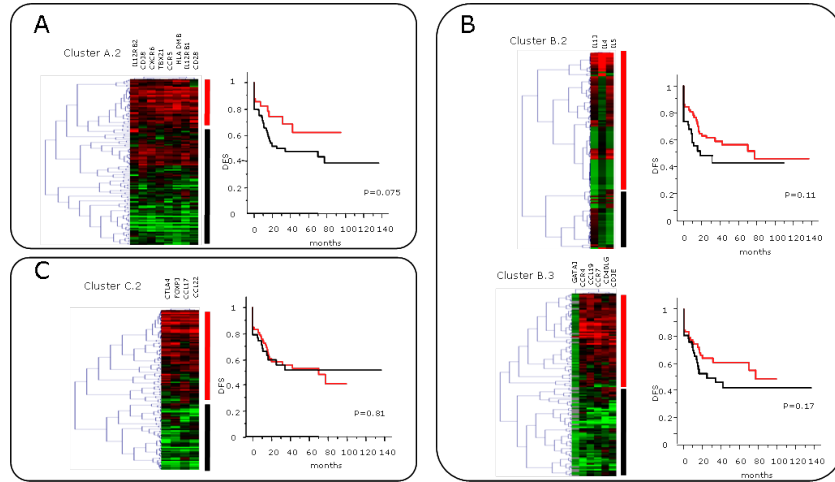 A
Cluster A.2
IL12RB2
CD38
CXCR6
TBX21
CCR5
HLADMB
IL12RB1
CD28
1
0.8
0.6
0.4
0.2
0
DFS
P=0.075
0 20 40 60 80 100 120 140
months
B
Cluster B.2
IL13
IL4
IL5
1
0.8
0.6
0.4
0.2
0
DFS
P=0.11
0 20 40 60 80 100 120 140
months
C
Cluster C.2
CTLA4
FOXP3
CCL17
CCL22
1
0.8
0.6
0.4
0.2
0
DFS
P=0.81
0 20 40 60 80 100 120 140
months
Cluster B.3
CCR4
CCL19
CCR7
CD40LG
CD3E
1
0.8
0.6
0.4
0.2
0
DFS
P=0.17
0 20 40 60 80 100 120 140
months